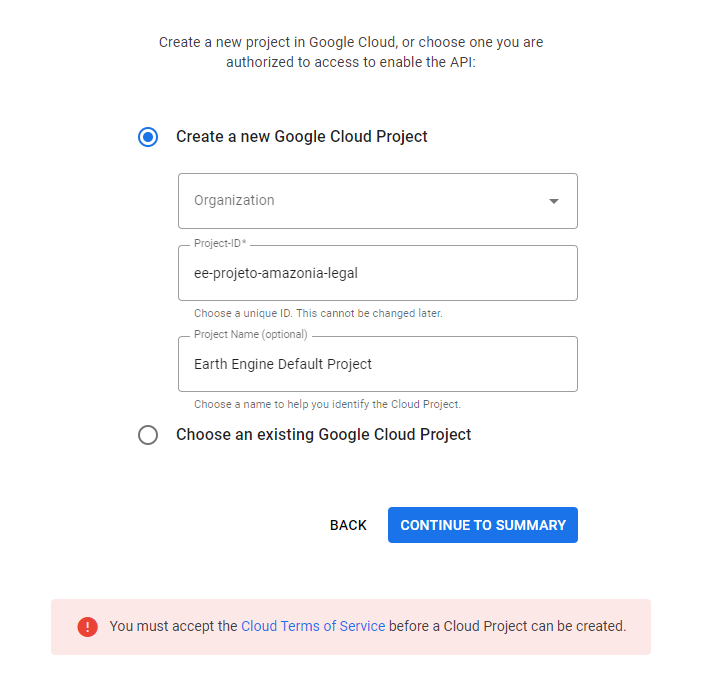 Create a new project in Google Cloud, or choose one you are
authorized to access to enable the API:
Create a new Google Cloud Project
Organization
Project-ID*
ee-projeto-amazonia-legal
Choose a unique ID. This cannot be changed later.
Project Name (optional)
Earth Engine Default Project
Choose a name to help you identify the Cloud Project.
Choose an existing Google Cloud Project
BACK
CONTINUE TO SUMMARY
You must accept the Cloud Terms of Service before a Cloud Project can be created.